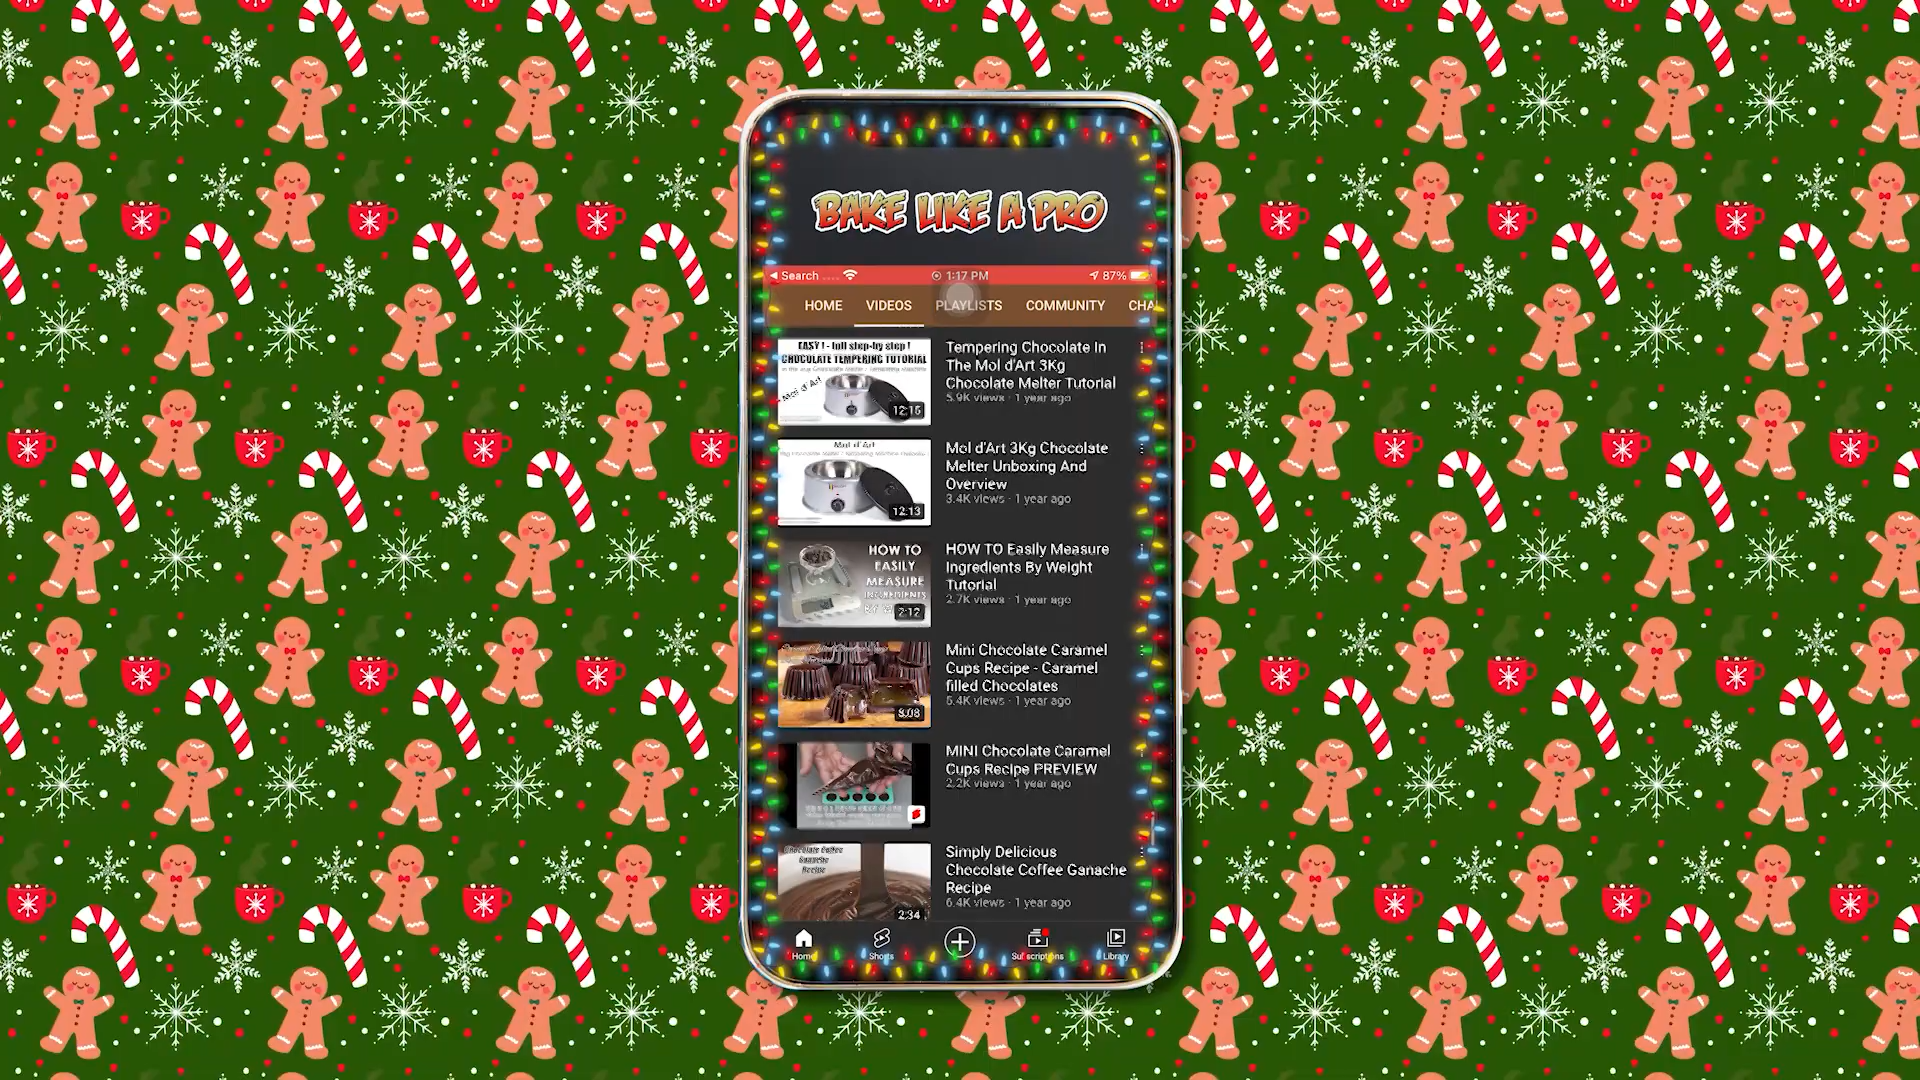 BAKE LIKE A PRO
Search
1:17 PM
87%
HOME VIDEOS PLAYLISTS COMMUNITY CHA
EASY ! - full step-by step !
CHOCOLATE TEMPERING TUTORIAL
Mol d'Art
12:15
Tempering Chocolate In
The Mol d'Art 3Kg
Chocolate Melter Tutorial
5.9K views · 1 year ago
Mol d'Art
12:13
Mol d'Art 3Kg Chocolate
Melter Unboxing And
Overview
3.4K views · 1 year ago
HOW TO
EASILY
MEASURE
INGREDIENTS
2:12
HOW TO Easily Measure
Ingredients By Weight
Tutorial
2.7K views · 1 year ago
8:08
Mini Chocolate Caramel
Cups Recipe - Caramel
filled Chocolates
5.4K views · 1 year ago
MINI Chocolate Caramel
Cups Recipe PREVIEW
2.2K views · 1 year ago
Chocolate Coffee
Ganache
Recipe
2:34
Simply Delicious
Chocolate Coffee Ganache
Recipe
6.4K views · 1 year ago
Home Shorts Subscriptions Library